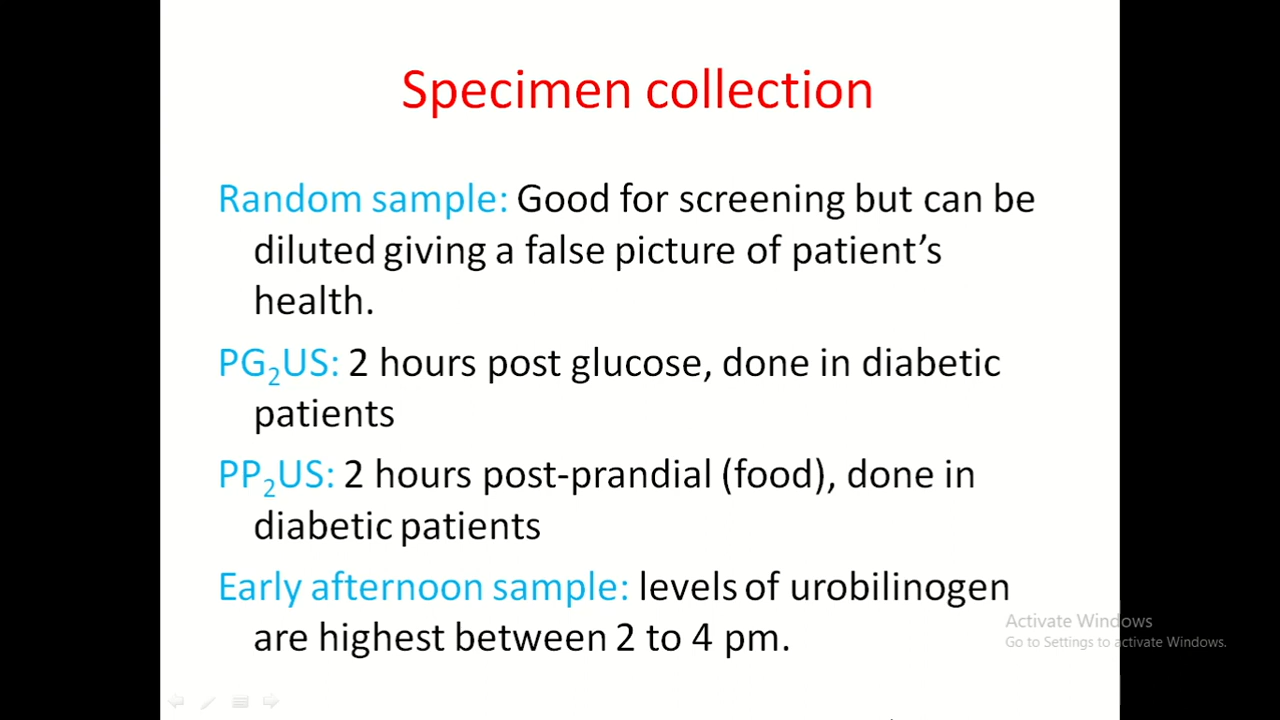 Specimen collection
Random sample: Good for screening but can be
diluted giving a false picture of patient’s
health.
PG₂US: 2 hours post glucose, done in diabetic
patients
PP₂US: 2 hours post-prandial (food), done in
diabetic patients
Early afternoon sample: levels of urobilinogen
are highest between 2 to 4 pm.
Activate Windows
Go to Settings to activate Windows.